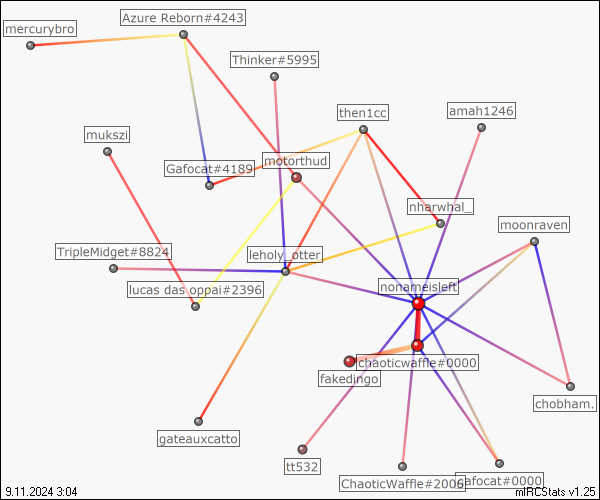 Azure Reborn#4243
mercurybro
Thinker#5995
then1cc
amah1246
mukszi
motorthud
Gafocat#4189
nharwhal_
moonraven
TripleMidget#8824
leholy_otter
lucas das oppai#2396
nonameisleft
chaoticwaffle#0000
fakedingo
chobham.
gateauxcatto
tt532
ChaoticWaffle#2006
gafocat#0000
9.11.2024 3:04
mIRCStats v1.25